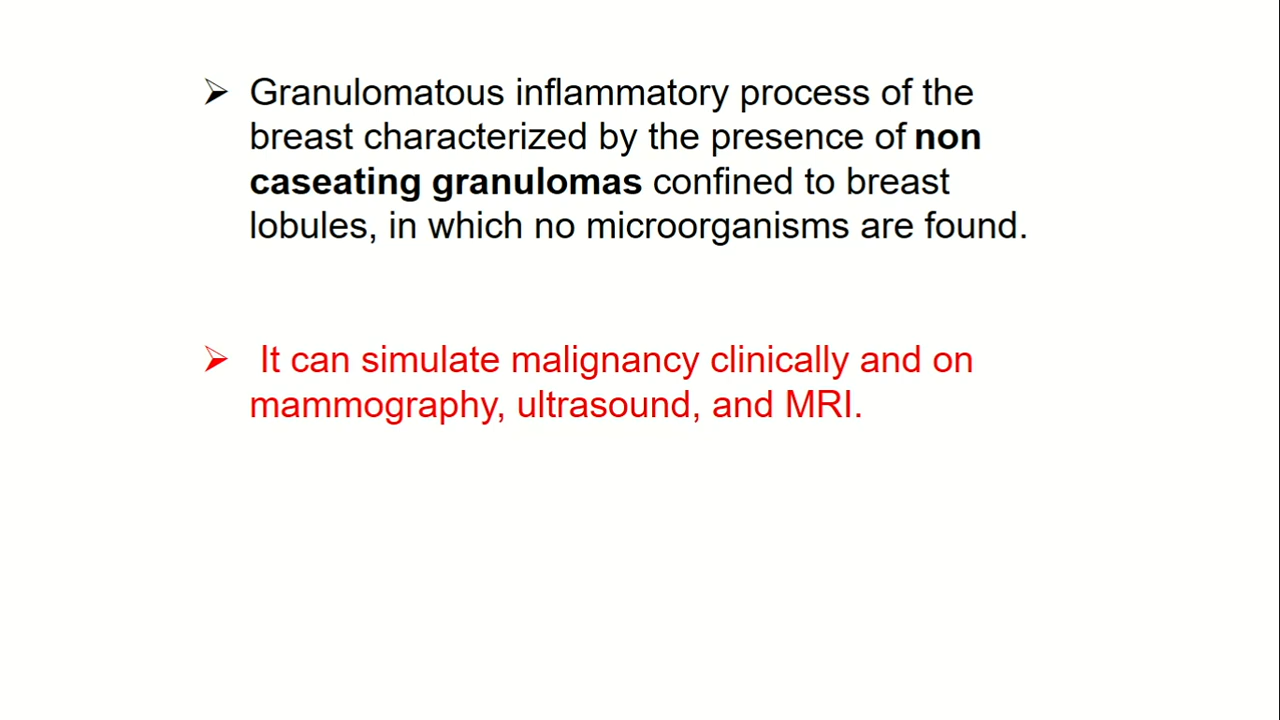 ➢ Granulomatous inflammatory process of the
breast characterized by the presence of non
caseating granulomas confined to breast
lobules, in which no microorganisms are found.
➢ It can simulate malignancy clinically and on
mammography, ultrasound, and MRI.